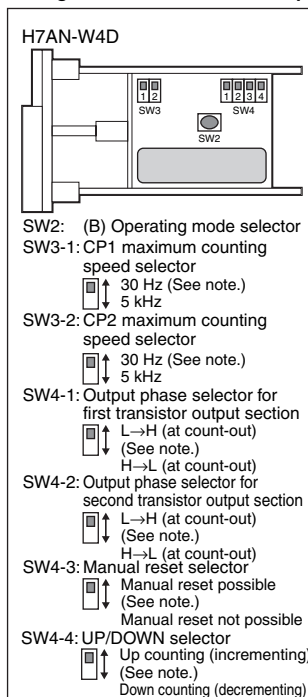 H7AN-W4D
1 2
1 2 3 4
SW3
SW4
SW2
SW2: (B) Operating mode selector
SW3-1: CP1 maximum counting
speed selector
30 Hz (See note.)
5 kHz
SW3-2: CP2 maximum counting
speed selector
30 Hz (See note.)
5 kHz
SW4-1: Output phase selector for
first transistor output section
L→H (at count-out)
(See note.)
H→L (at count-out)
SW4-2: Output phase selector for
second transistor output section
L→H (at count-out)
(See note.)
H→L (at count-out)
SW4-3: Manual reset selector
Manual reset possible
(See note.)
Manual reset not possible
SW4-4: UP/DOWN selector
Up counting (incrementing)
(See note.)
Down counting (decrementing)